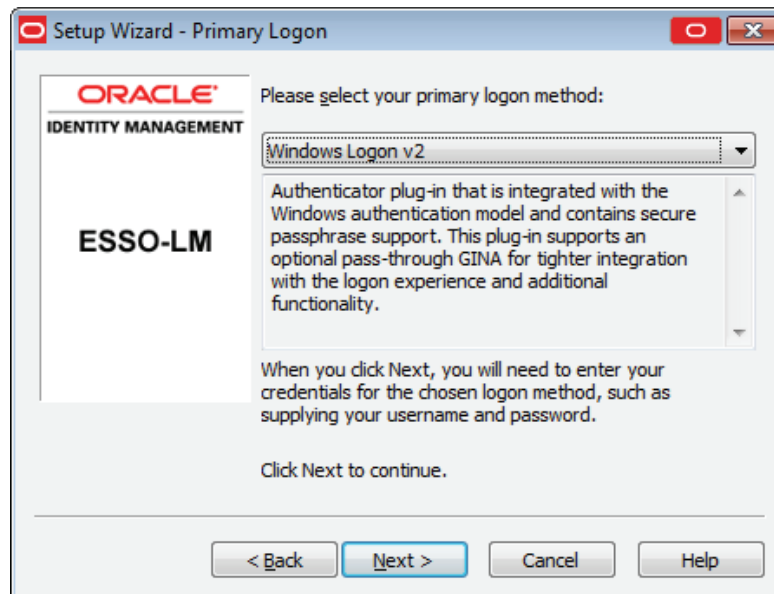 Setup Wizard - Primary Logon
ORACLE
IDENTITY MANAGEMENT
ESSO-LM
Please select your primary logon method:
Windows Logon v2
Authenticator plug-in that is integrated with the
Windows authentication model and contains secure
passphrase support. This plug-in supports an
optional pass-through GINA for tighter integration
with the logon experience and additional
functionality.
When you click Next, you will need to enter your
credentials for the chosen logon method, such as
supplying your username and password.
Click Next to continue.
< Back
Next >
Cancel
Help